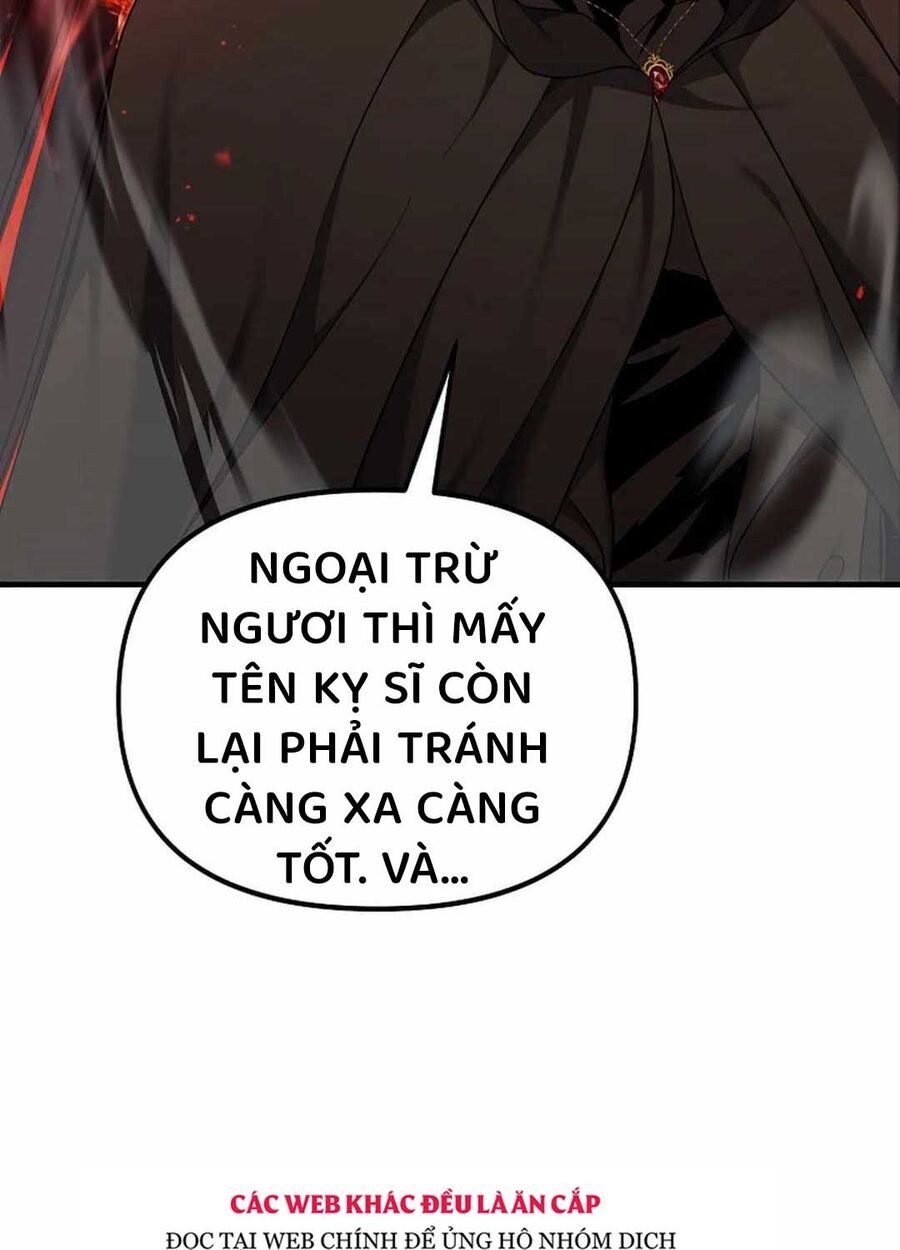 NGOẠI TRỪ
NGƯƠI THÌ MẤY
TÊN KỴ SĨ CÒN
LẠI PHẢI TRÁNH
CÀNG XA CÀNG
TỐT. VÀ...
CÁC WEB KHÁC ĐỀU LÀ ĂN CẮP
ĐỌC TẠI WEB CHÍNH ĐỂ ỦNG HỘ NHÓM DỊCH